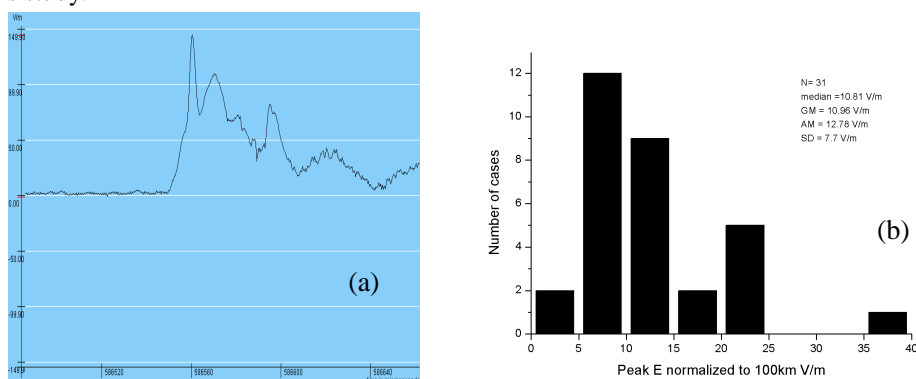 V/m
149.90
99.90
50.00
0.00
-50.00
-99.90
586520
586560
586600
586640
(a)
12
10
8
6
4
2
0
Number of cases
N= 31
median =10.81 V/m
GM = 10.96 V/m
AM = 12.78 V/m
SD = 7.7 V/m
(b)
0 5 10 15 20 25 30 35 40
Peak E normalized to 100km V/m